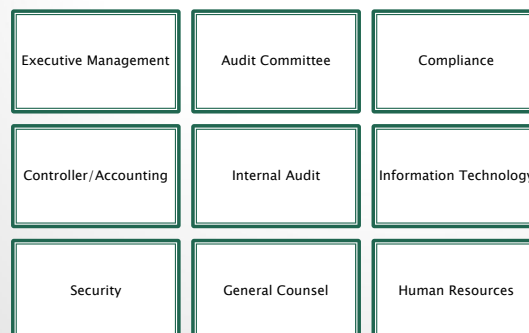 Executive Management
Audit Committee
Compliance
Controller/Accounting
Internal Audit
Information Technology
Security
General Counsel
Human Resources